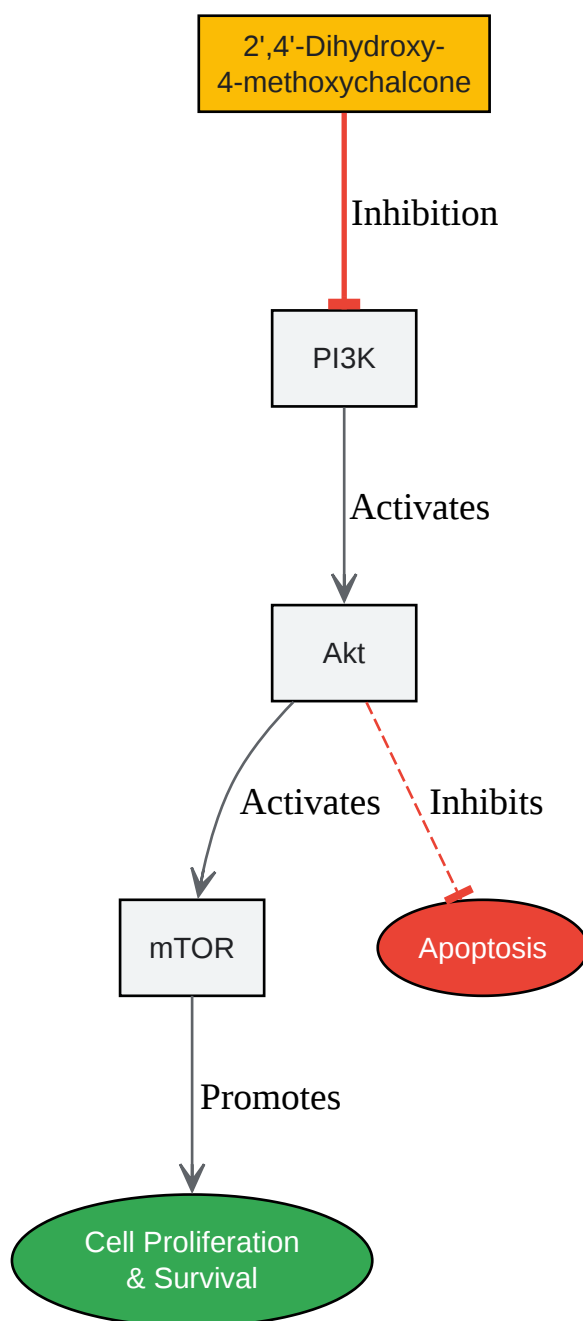 2',4'-Dihydroxy-
4-methoxychalcone
Inhibition
PI3K
Activates
Akt
Activates
Inhibits
mTOR
Apoptosis
Promotes
Cell Proliferation
& Survival